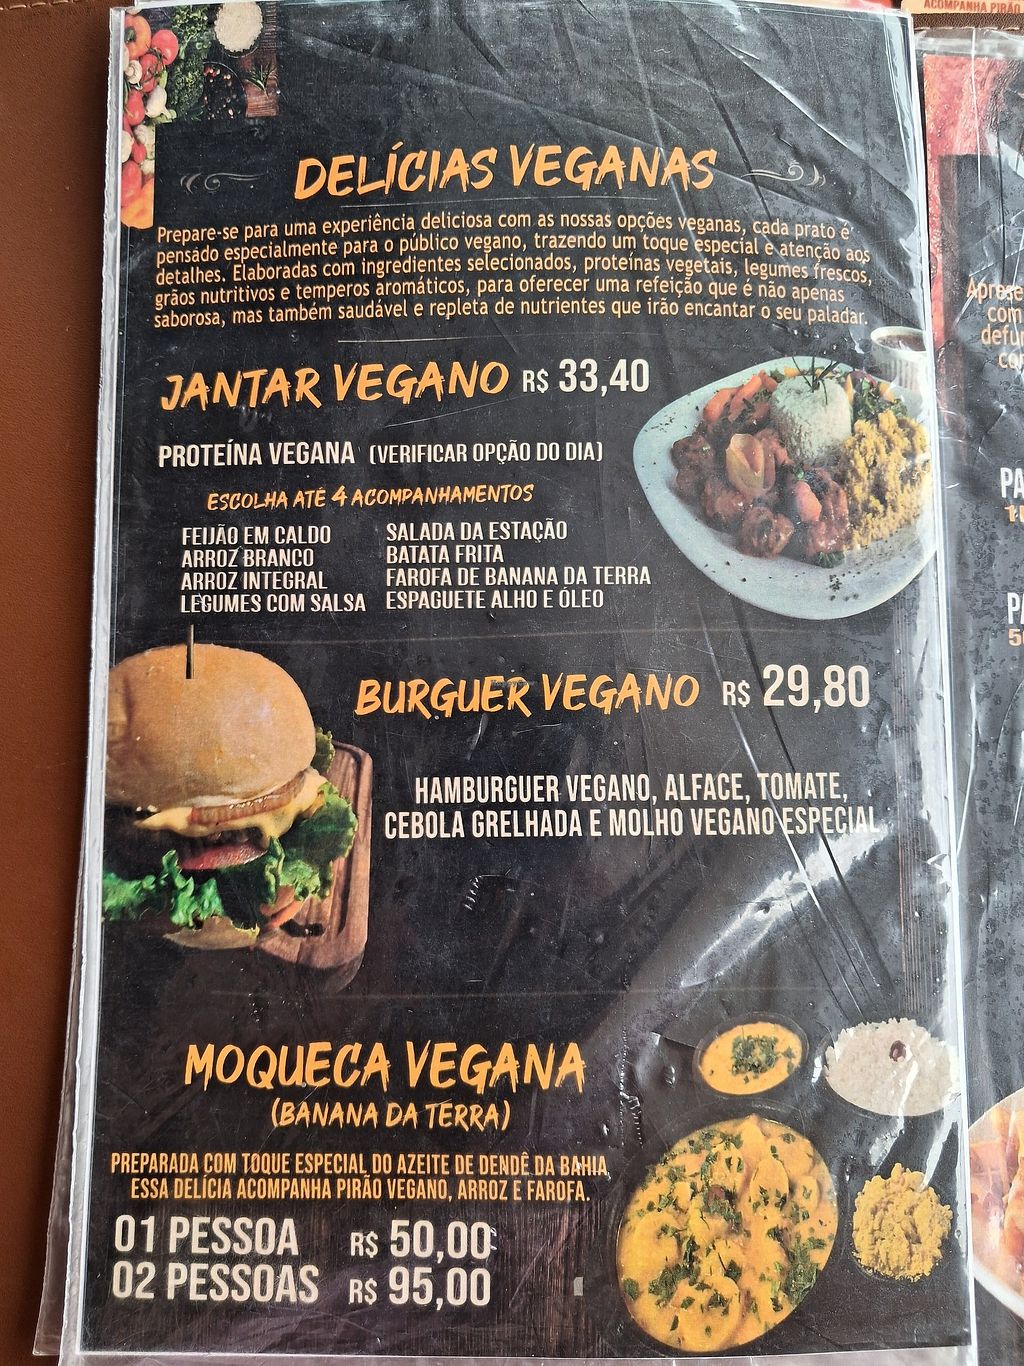 ACOMPANHA PIRÃO
DELÍCIAS VEGANAS
Prepare-se para uma experiência deliciosa com as nossas opções veganas, cada prato é
pensado especialmente para o público vegano, trazendo um toque especial e atenção aos
detalhes. Elaboradas com ingredientes selecionados, proteínas vegetais, legumes frescos,
grãos nutritivos e temperos aromáticos, para oferecer uma refeição que é não apenas
saborosa, mas também saudável e repleta de nutrientes que irão encantar o seu paladar.
JANTAR VEGANO R$ 33,40
PROTEÍNA VEGANA (VERIFICAR OPÇÃO DO DIA)
ESCOLHA ATÉ 4 ACOMPANHAMENTOS
FEIJÃO EM CALDO
ARROZ BRANCO
ARROZ INTEGRAL
LEGUMES COM SALSA
SALADA DA ESTAÇÃO
BATATA FRITA
FAROFA DE BANANA DA TERRA
ESPAGUETE ALHO E ÓLEO
BURGUER VEGANO R$ 29,80
HAMBURGUER VEGANO, ALFACE, TOMATE,
CEBOLA GRELHADA E MOLHO VEGANO ESPECIAL
MOQUECA VEGANA
(BANANA DA TERRA)
PREPARADA COM TOQUE ESPECIAL DO AZEITE DE DENDÊ DA BAHIA,
ESSA DELÍCIA ACOMPANHA PIRÃO VEGANO, ARROZ E FAROFA.
01 PESSOA R$ 50,00
02 PESSOAS R$ 95,00